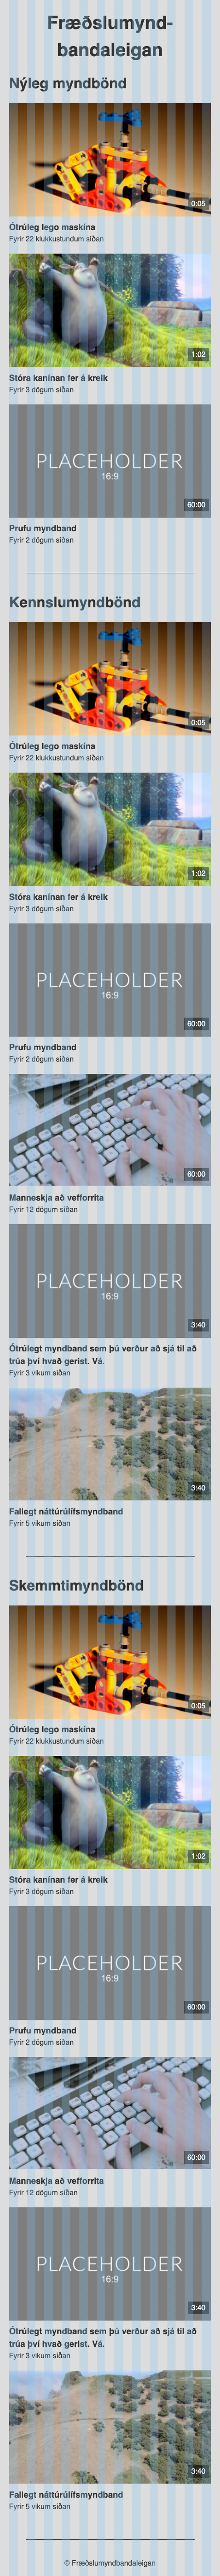 Fræðslumynd-
bandaleigan
Nýleg myndbönd
0:05
Ótrúleg lego maskína
Fyrir 22 klukkustundum síðan
1:02
Stóra kanínan fer á kreik
Fyrir 3 dögum síðan
PLACEHOLDER
16:9
60:00
Prufu myndband
Fyrir 2 dögum síðan
Kennslumyndbönd
0:05
Ótrúleg lego maskína
Fyrir 22 klukkustundum síðan
1:02
Stóra kanínan fer á kreik
Fyrir 3 dögum síðan
PLACEHOLDER
16:9
60:00
Prufu myndband
Fyrir 2 dögum síðan
60:00
Manneskja að vefforrita
Fyrir 12 dögum síðan
PLACEHOLDER
16:9
3:40
Ótrúlegt myndband sem þú verður að sjá til að
trúa því hvað gerist. Vá.
Fyrir 3 vikum síðan
3:40
Fallegt náttúrúlífsmyndband
Fyrir 5 vikum síðan
Skemmtimyndbönd
0:05
Ótrúleg lego maskína
Fyrir 22 klukkustundum síðan
1:02
Stóra kanínan fer á kreik
Fyrir 3 dögum síðan
PLACEHOLDER
16:9
60:00
Prufu myndband
Fyrir 2 dögum síðan
60:00
Manneskja að vefforrita
Fyrir 12 dögum síðan
PLACEHOLDER
16:9
3:40
Ótrúlegt myndband sem þú verður að sjá til að
trúa því hvað gerist. Vá.
Fyrir 3 vikum síðan
3:40
Fallegt náttúrúlífsmyndband
Fyrir 5 vikum síðan
© Fræðslumyndbandaleigan